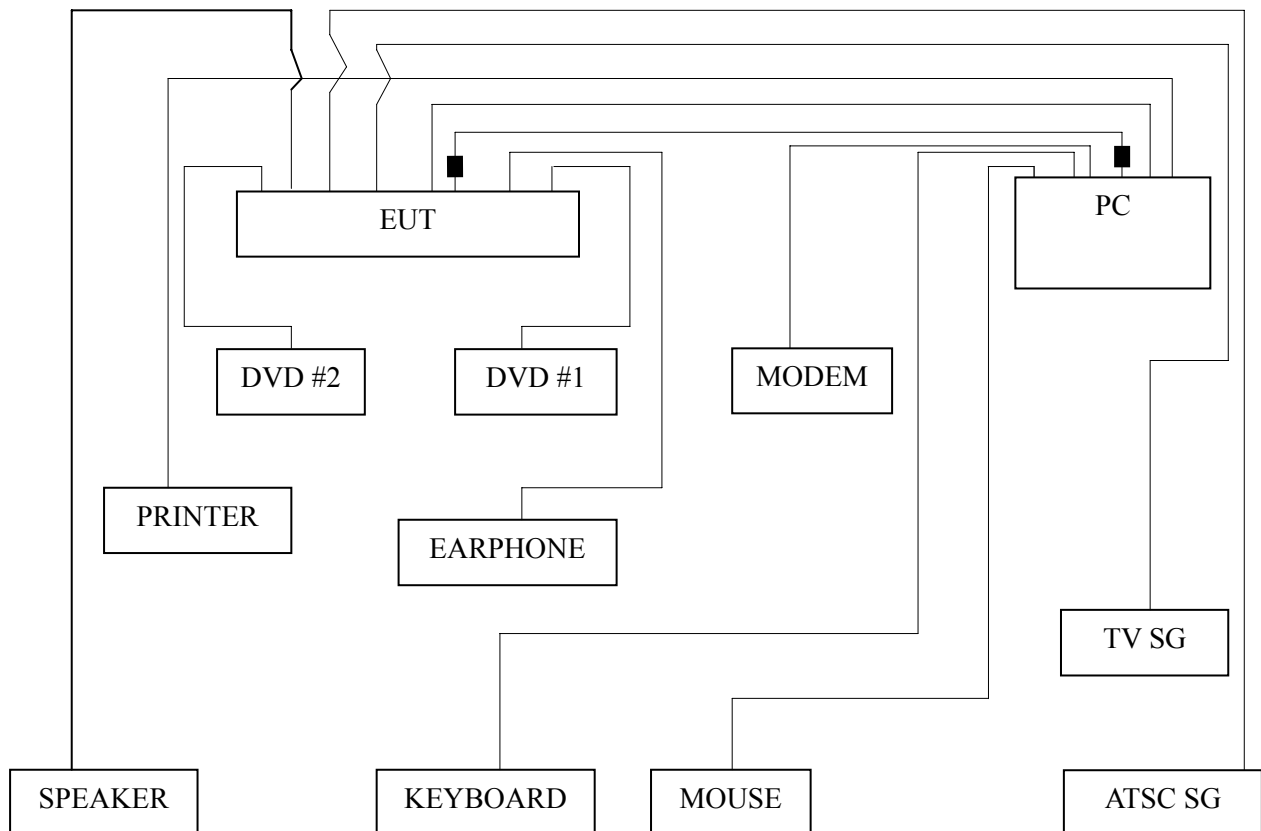 EUT
PC
DVD #2
DVD #1
MODEM
PRINTER
EARPHONE
TV SG
SPEAKER
KEYBOARD
MOUSE
ATSC SG